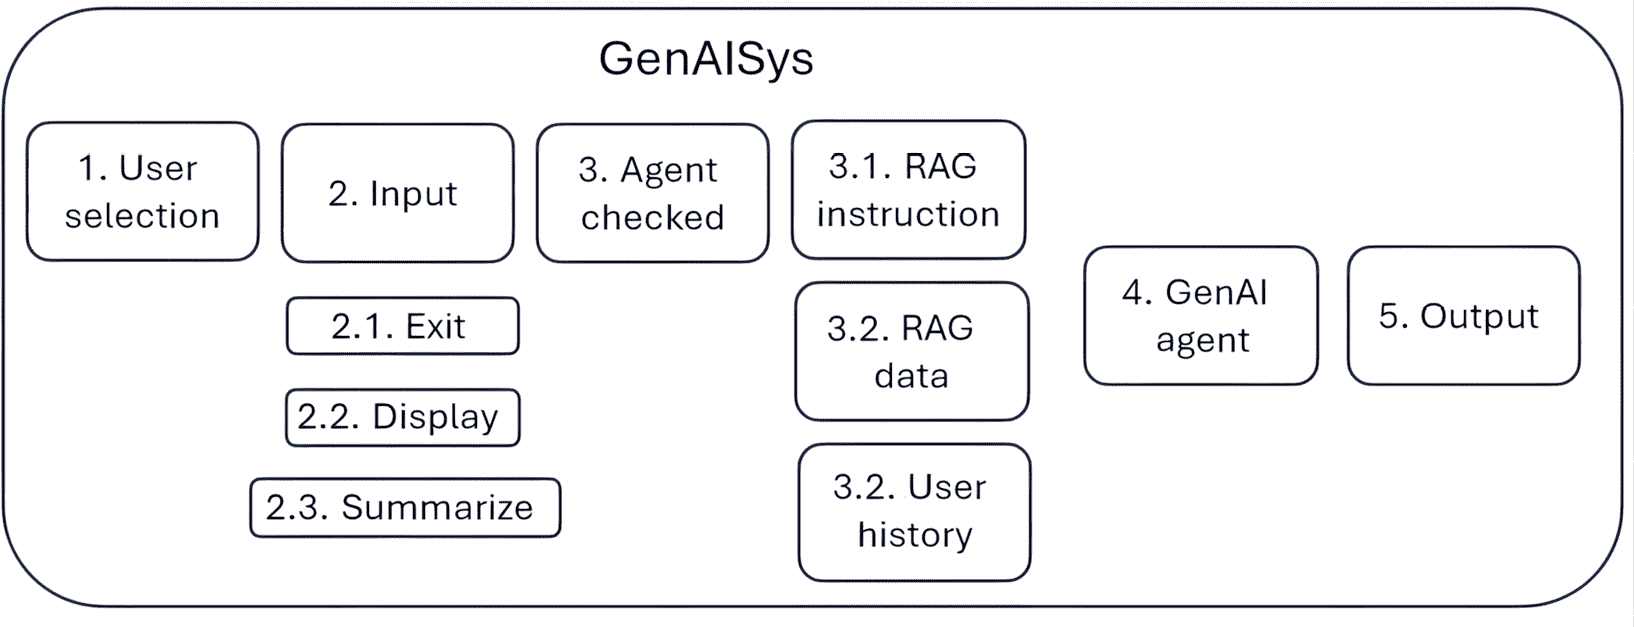 GenAISys
1. User
selection
2. Input
3. Agent
checked
3.1. RAG
instruction
2.1. Exit
2.2. Display
2.3. Summarize
3.2. RAG
data
3.2. User
history
4. GenAI
agent
5. Output